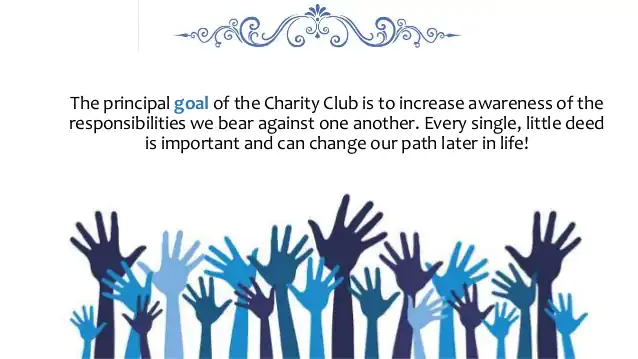 The principal goal of the Charity Club is to increase awareness of the
responsibilities we bear against one another. Every single, little deed
is important and can change our path later in life!